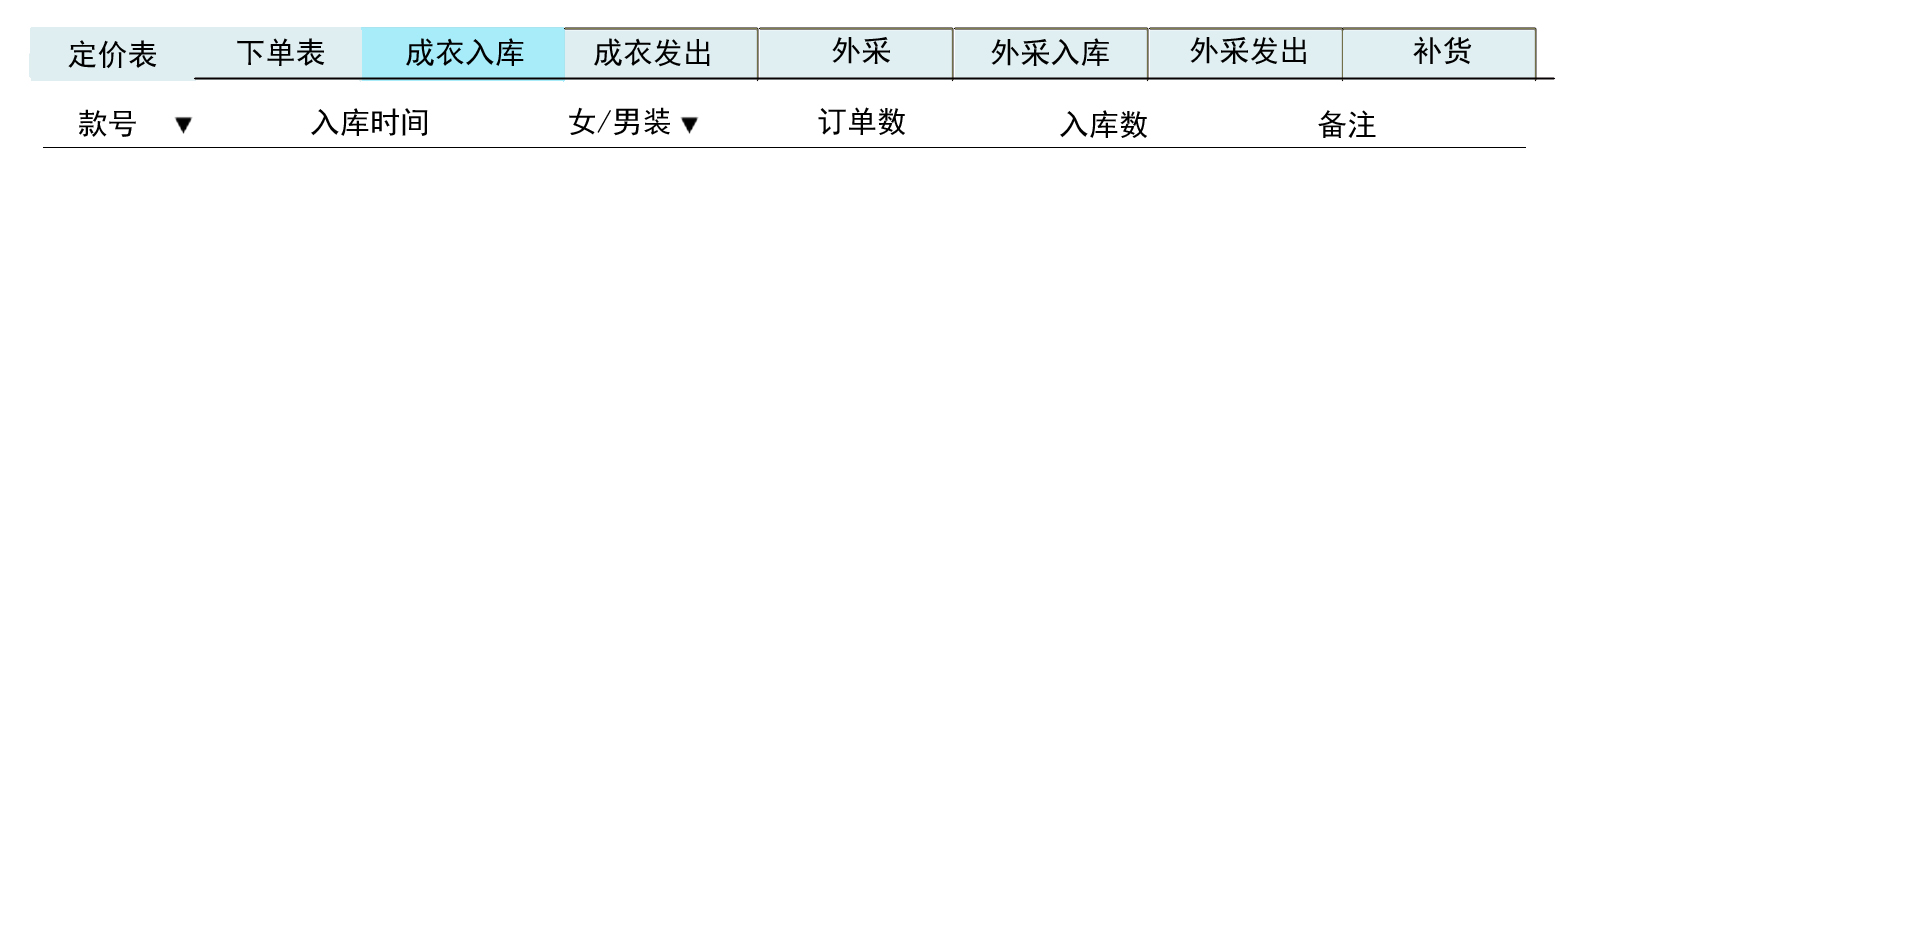 定价表 下单表 成衣入库 成衣发出 外采 外采入库 外采发出 补货
款号 ▼ 入库时间 女/男装 ▼ 订单数 入库数 备注